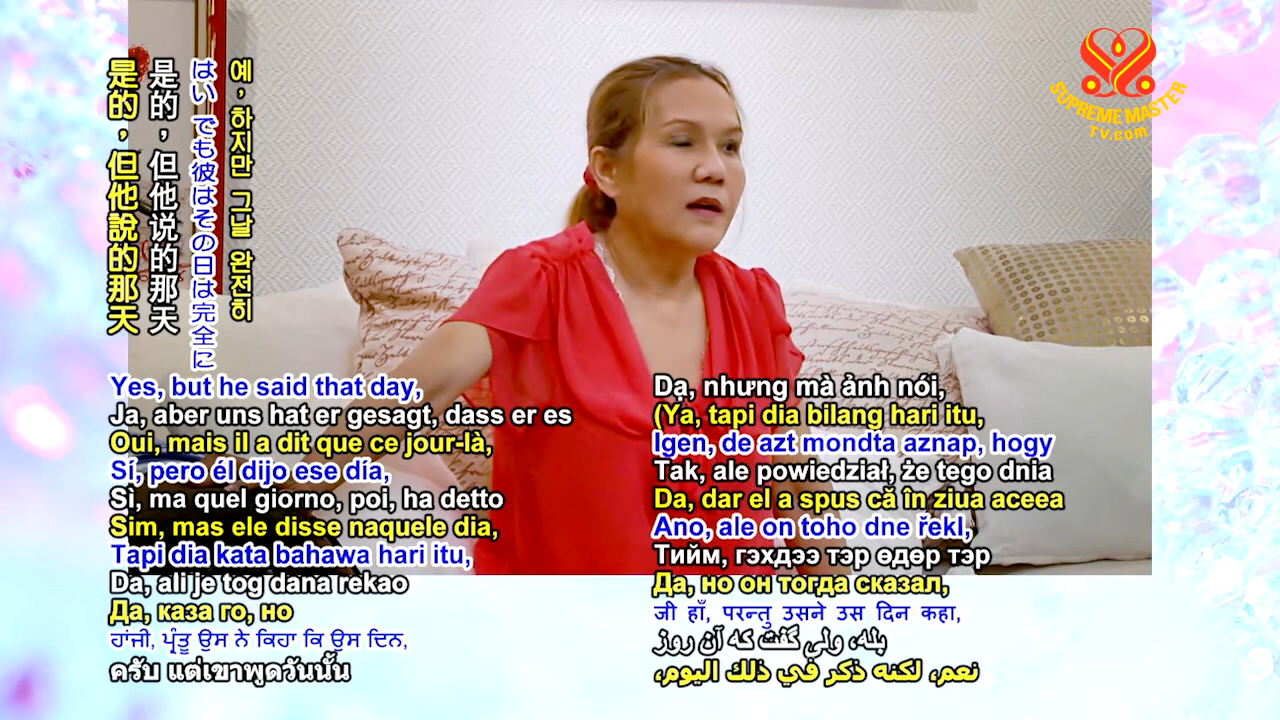 SUPREME MASTER
TV.com
是的，但他說的那天
是的，但他说的那天
はい でも彼はその日は完全に
예, 하지만 그날 완전히
Yes, but he said that day,
Ja, aber uns hat er gesagt, dass er es
Oui, mais il a dit que ce jour-là,
Sí, pero él dijo ese día,
Sì, ma quel giorno, poi, ha detto
Sim, mas ele disse naquele dia,
Tapi dia kata bahawa hari itu,
Da, ali je tog dana rekao
Да, каза го, но
ਹਾਂਜੀ, ਪ੍ਰੰਤੂ ਉਸ ਨੇ ਕਿਹਾ ਕਿ ਉਸ ਦਿਨ,
ครับ แต่เขาพูดวันนั้น
Dạ, nhưng mà ảnh nói,
(Ya, tapi dia bilang hari itu,
Igen, de azt mondta aznap, hogy
Tak, ale powiedział, że tego dnia
Da, dar el a spus că în ziua aceea
Ano, ale on toho dne řekl,
Тийм, гэхдээ тэр өдөр тэр
Да, но он тогда сказал,
जी हाँ, परन्तु उसने उस दिन कहा,
بله، ولی گفت که آن روز
نعم، لكنه ذكر في ذلك اليوم،